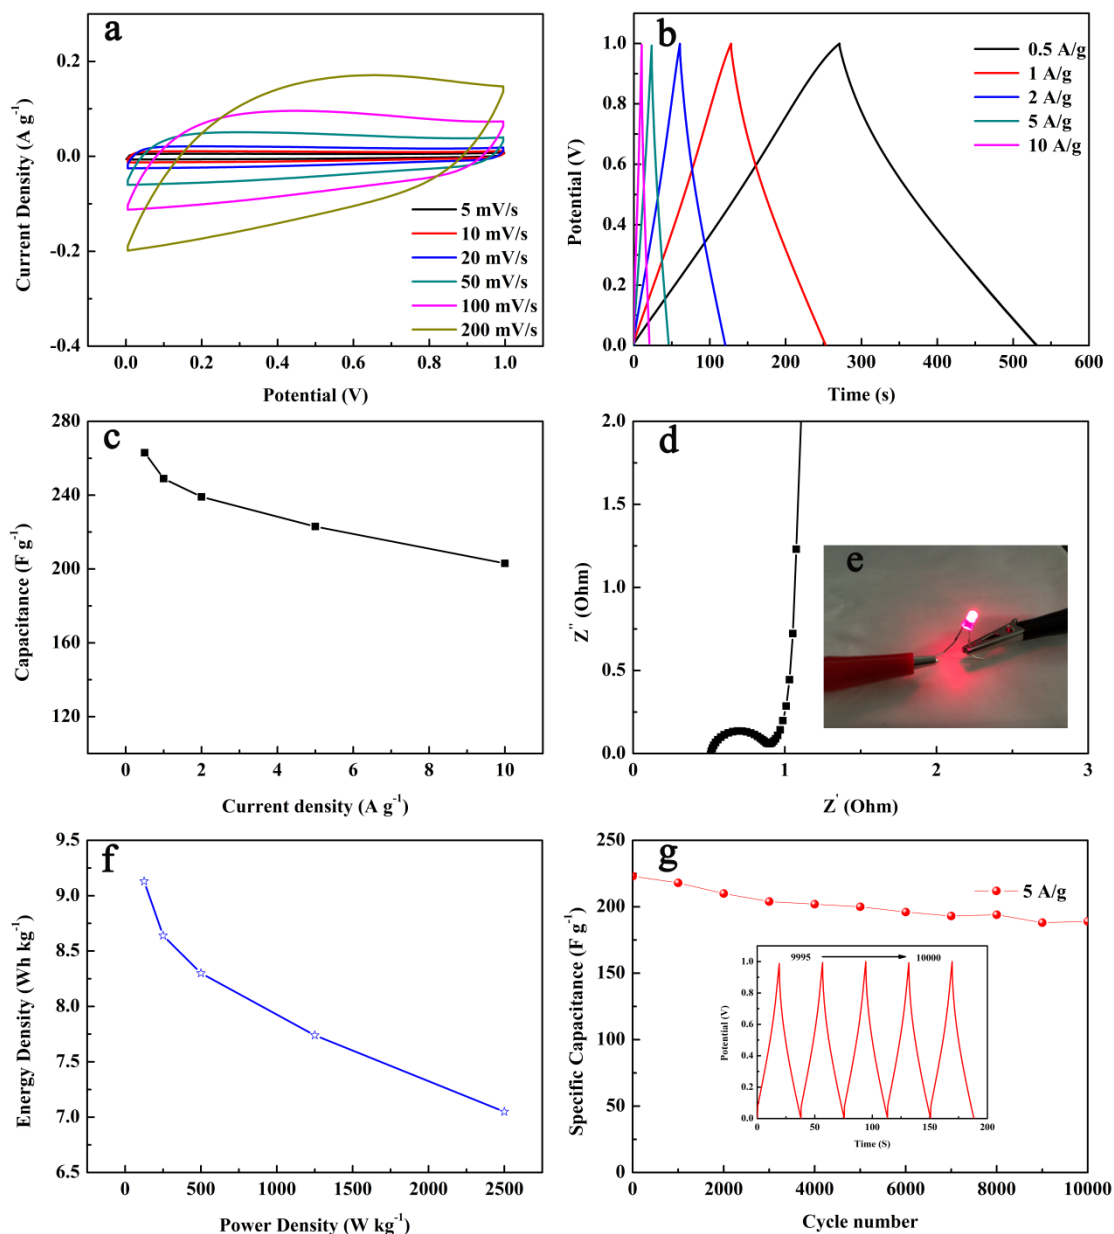 a
0.2
0.0
-0.2
-0.4
Current Density (A g-1)
0.0 0.2 0.4 0.6 0.8 1.0
Potential (V)
5 mV/s
10 mV/s
20 mV/s
50 mV/s
100 mV/s
200 mV/s
b
1.0
0.8
0.6
0.4
0.2
0.0
Potential (V)
0 100 200 300 400 500 600
Time (s)
0.5 A/g
1 A/g
2 A/g
5 A/g
10 A/g
c
280
240
200
160
120
Capacitance (F g-1)
0 2 4 6 8 10
Current density (A g-1)
d
2.0
1.5
1.0
0.5
0.0
Z'' (Ohm)
0 1 2 3
Z' (Ohm)
e
f
9.5
9.0
8.5
8.0
7.5
7.0
6.5
Energy Density (Wh kg-1)
0 500 1000 1500 2000 2500
Power Density (W kg-1)
g
250
200
150
100
50
0
Specific Capacitance (F g-1)
0 2000 4000 6000 8000 10000
Cycle number
5 A/g
9995 10000
1.0
0.8
0.6
0.4
0.2
0.0
Potential (V)
0 50 100 150 200
Time (S)